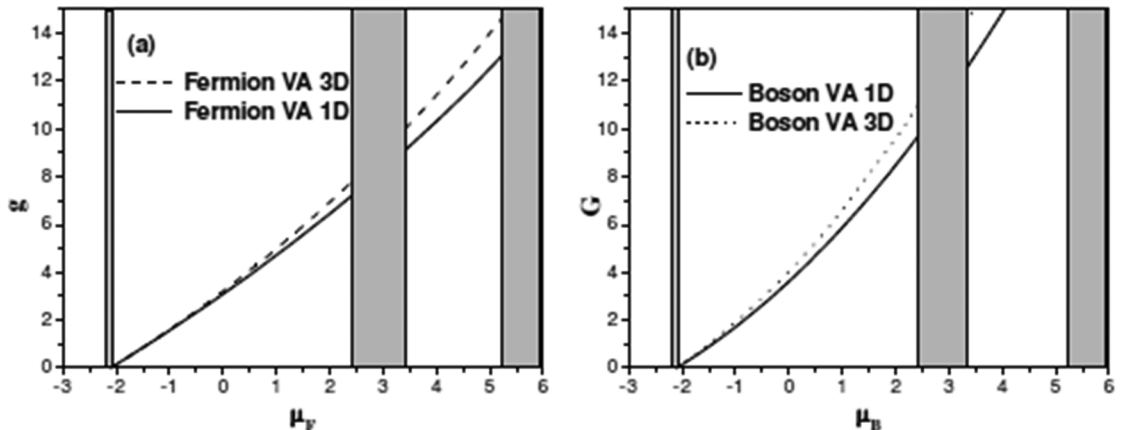 14
12
10
8
6
4
2
0
g
(a)
Fermion VA 3D
Fermion VA 1D
-3 -2 -1 0 1 2 3 4 5 6
μF
14
12
10
8
6
4
2
0
G
(b)
Boson VA 1D
Boson VA 3D
-3 -2 -1 0 1 2 3 4 5 6
μB